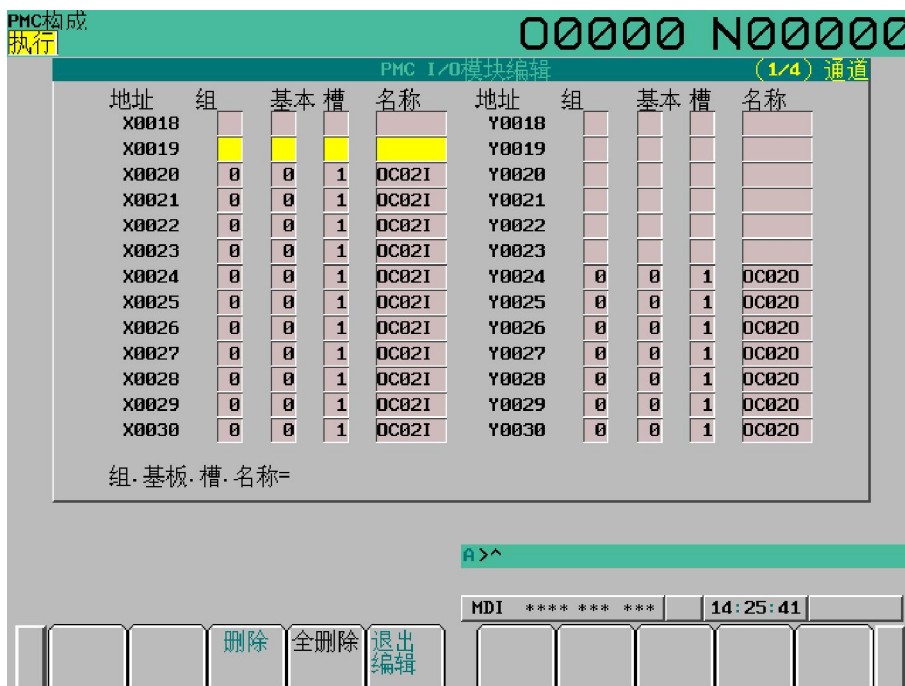 PMC构成
执行
O0000 N00000
PMC I/O模块编辑 (1/4) 通道
地址 组 基本 槽 名称 地址 组 基本 槽 名称
X0018 Y0018
X0019 Y0019
X0020 0 0 1 OC02I Y0020
X0021 0 0 1 OC02I Y0021
X0022 0 0 1 OC02I Y0022
X0023 0 0 1 OC02I Y0023
X0024 0 0 1 OC02I Y0024 0 0 1 OC02O
X0025 0 0 1 OC02I Y0025 0 0 1 OC02O
X0026 0 0 1 OC02I Y0026 0 0 1 OC02O
X0027 0 0 1 OC02I Y0027 0 0 1 OC02O
X0028 0 0 1 OC02I Y0028 0 0 1 OC02O
X0029 0 0 1 OC02I Y0029 0 0 1 OC02O
X0030 0 0 1 OC02I Y0030 0 0 1 OC02O
组.基板.槽.名称=
A>^
MDI **** *** *** 14:25:41
删除 全删除 退出
编辑